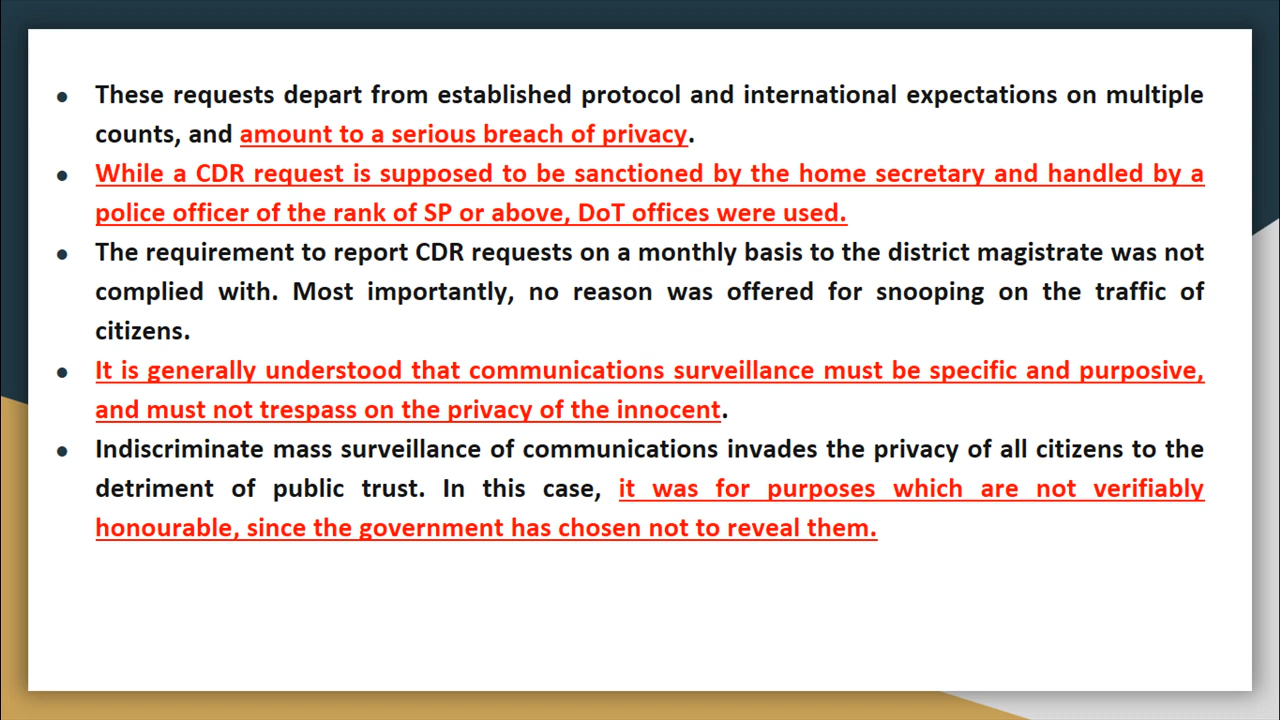 • These requests depart from established protocol and international expectations on multiple
counts, and amount to a serious breach of privacy.
• While a CDR request is supposed to be sanctioned by the home secretary and handled by a
police officer of the rank of SP or above, DoT offices were used.
• The requirement to report CDR requests on a monthly basis to the district magistrate was not
complied with. Most importantly, no reason was offered for snooping on the traffic of
citizens.
• It is generally understood that communications surveillance must be specific and purposive,
and must not trespass on the privacy of the innocent.
• Indiscriminate mass surveillance of communications invades the privacy of all citizens to the
detriment of public trust. In this case, it was for purposes which are not verifiably
honourable, since the government has chosen not to reveal them.